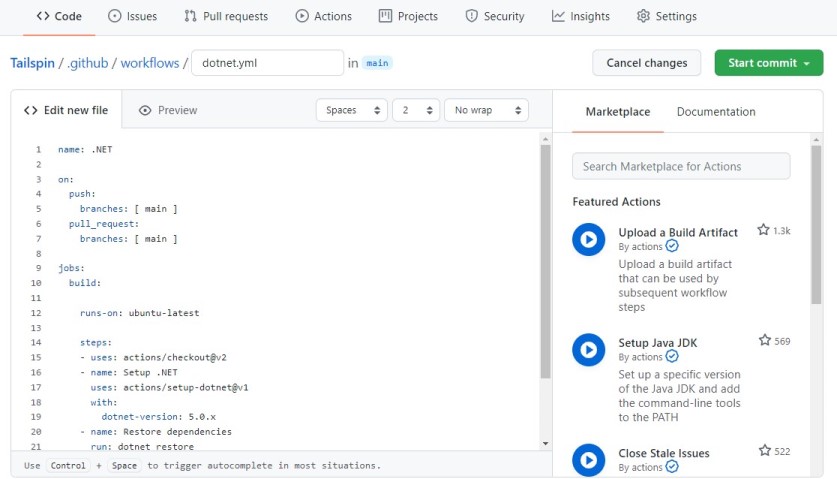 Code Issues Pull requests Actions Projects Security Insights Settings
Tailspin / .github / workflows / dotnet.yml in main Cancel changes Start commit
Edit new file Preview Spaces 2 No wrap
1 name: .NET
2
3 on:
4   push:
5     branches: [ main ]
6   pull_request:
7     branches: [ main ]
8
9 jobs:
10   build:
11
12     runs-on: ubuntu-latest
13
14     steps:
15     - uses: actions/checkout@v2
16     - name: Setup .NET
17       uses: actions/setup-dotnet@v1
18       with:
19         dotnet-version: 5.0.x
20     - name: Restore dependencies
21       run: dotnet restore
Use Control + Space to trigger autocomplete in most situations.
Marketplace Documentation
Search Marketplace for Actions
Featured Actions
Upload a Build Artifact 1.3k
By actions
Upload a build artifact
that can be used by
subsequent workflow
steps
Setup Java JDK 569
By actions
Set up a specific version
of the Java JDK and add
the command-line tools
to the PATH
Close Stale Issues 522
By actions